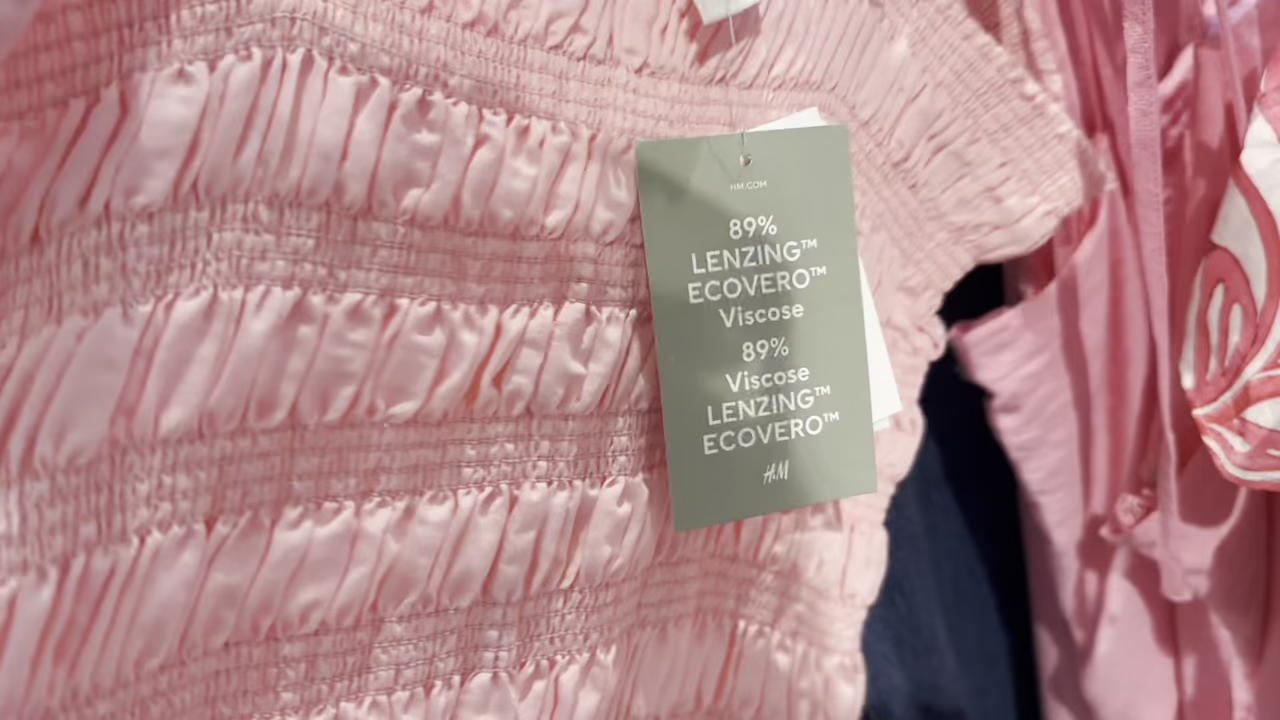 HM.COM
89%
LENZING™
ECOVERO™
Viscose
89%
Viscose
LENZING™
ECOVERO™
H&M